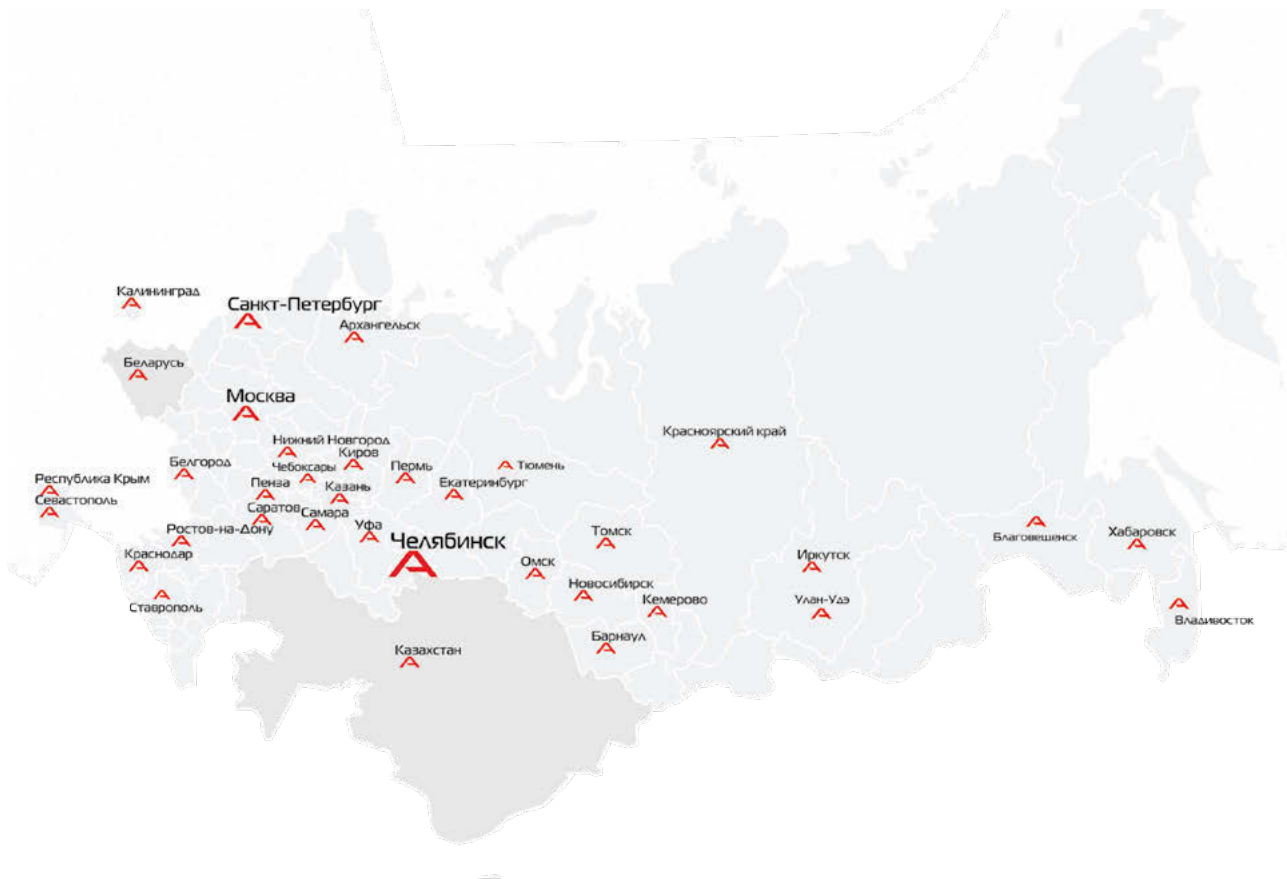 Калининград
Санкт-Петербург
Архангельск
Беларусь
Москва
Красноярский край
Нижний Новгород
Киров
Белгород
Чебоксары
Пермь
Тюмень
Республика Крым
Пенза
Казань
Екатеринбург
Севастополь
Саратов
Самара
Уфа
Ростов-на-Дону
Челябинск
Томск
Благовешенск
Хабаровск
Краснодар
Омск
Иркутск
Новосибирск
Ставрополь
Кемерово
Улан-Удэ
Владивосток
Барнаул
Казахстан